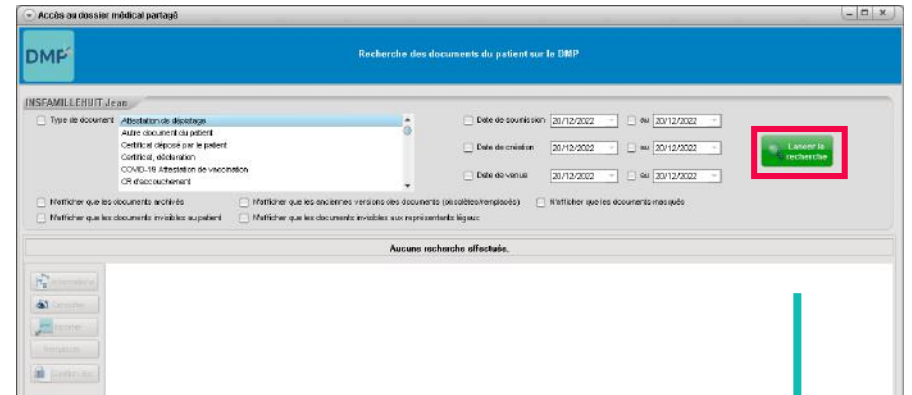 Accès au dossier médical partagé
DMP
Recherche des documents du patient sur le DMP
INSFAMILLEHUIT Jean
Type de document
Attestation de dépistage
Autre document du patient
Certificat déposé par le patient
Certificat, déclaration
COVID-19 Attestation de vaccination
CR d'accouchement
Date de soumission 20/12/2022 au 20/12/2022
Date de création 20/12/2022 au 20/12/2022
Date de venue 20/12/2022 au 20/12/2022
Lancer la
recherche
N'afficher que les documents archivés
N'afficher que les anciennes versions des documents (obsolètes/remplacés)
N'afficher que les documents masqués
N'afficher que les documents invisibles au patient
N'afficher que les documents invisibles aux représentants légaux
Aucune recherche effectuée.
Consulter
Importer
Remplacer